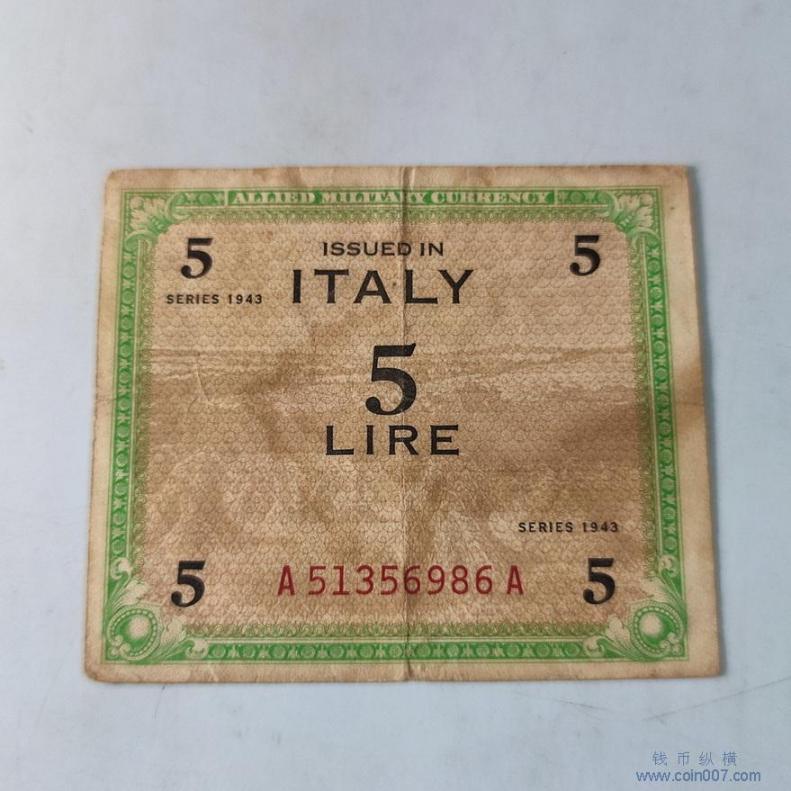 ALLIED MILITARY CURRENCY
5 5
ISSUED IN
ITALY
SERIES 1943
5
LIRE
SERIES 1943
5 5
A 51356986 A
钱币纵横
www.coin007.com